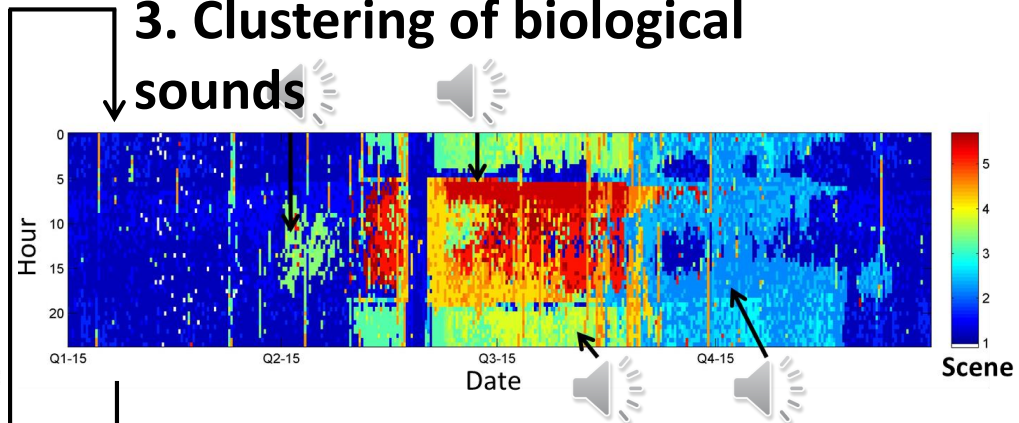 3. Clustering of biological
sounds
0
5
10
15
20
Hour
Q1-15
Q2-15
Q3-15
Q4-15
Date
5
4
3
2
1
Scene